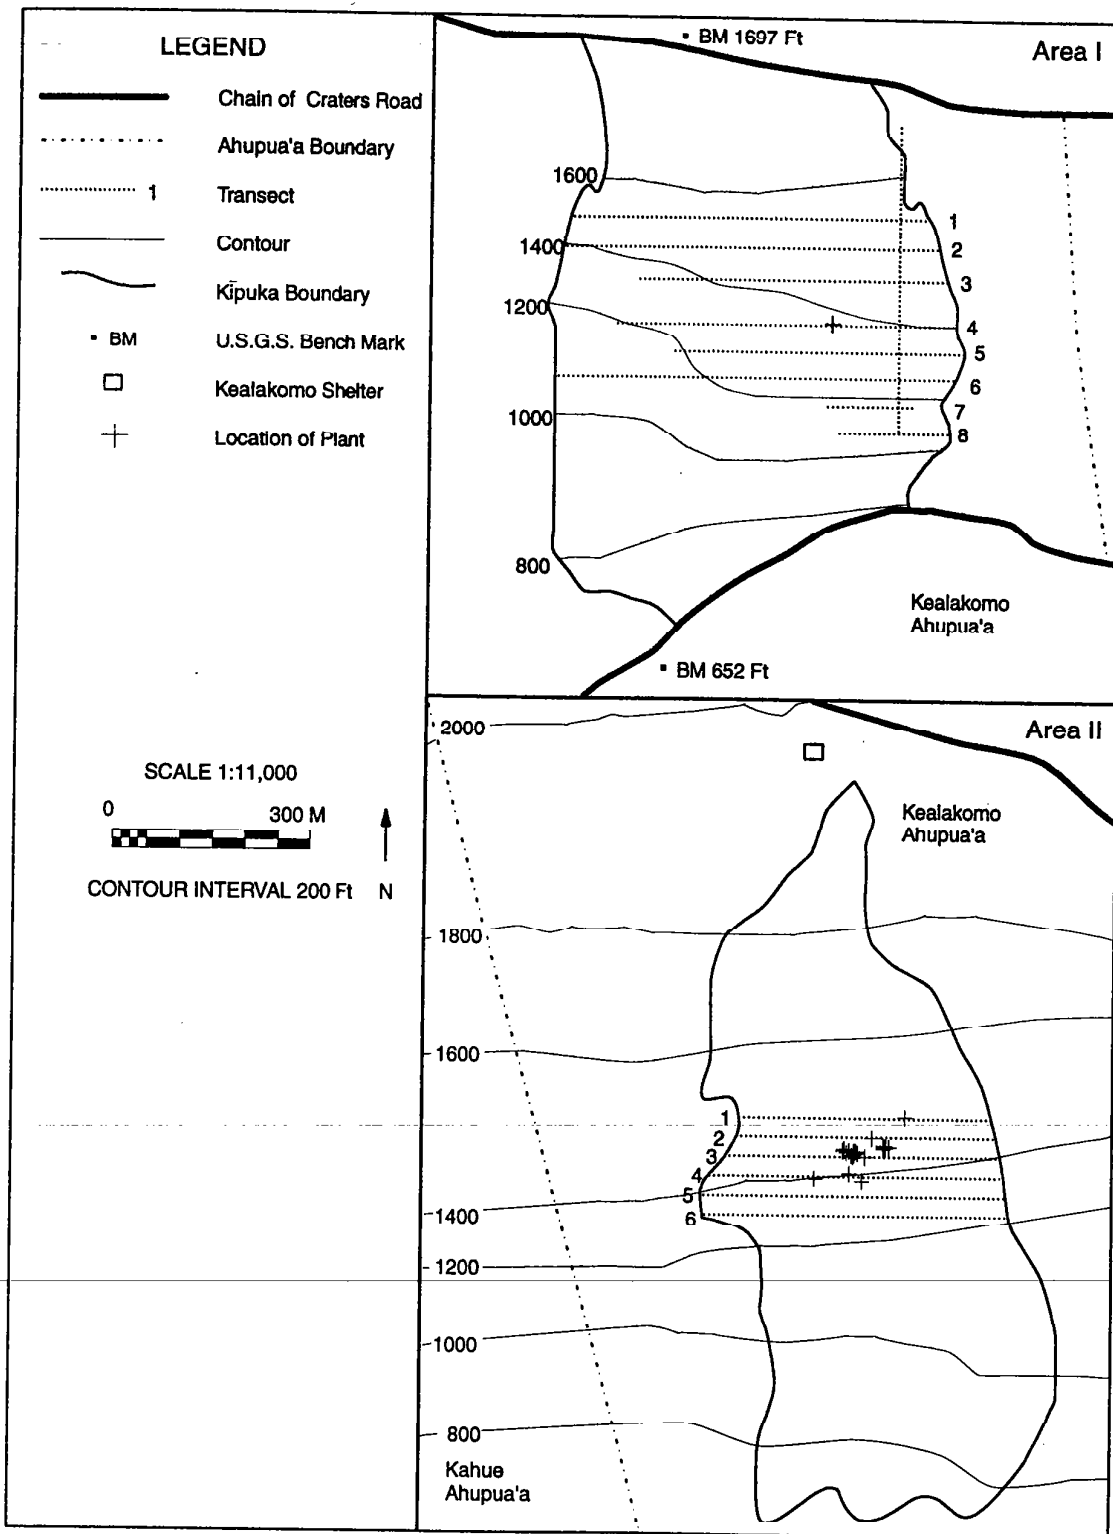 LEGEND
Chain of Craters Road
Ahupua'a Boundary
1 Transect
Contour
Kīpuka Boundary
BM U.S.G.S. Bench Mark
Kealakomo Shelter
Location of Plant
SCALE 1:11,000
0 300 M
CONTOUR INTERVAL 200 Ft N
BM 1697 Ft
Area I
1600
1400
1200
1000
800
1
2
3
4
5
6
7
8
Kealakomo
Ahupua'a
BM 652 Ft
Area II
2000
Kealakomo
Ahupua'a
1800
1600
1
2
3
4
5
6
1400
1200
1000
800
Kahue
Ahupua'a